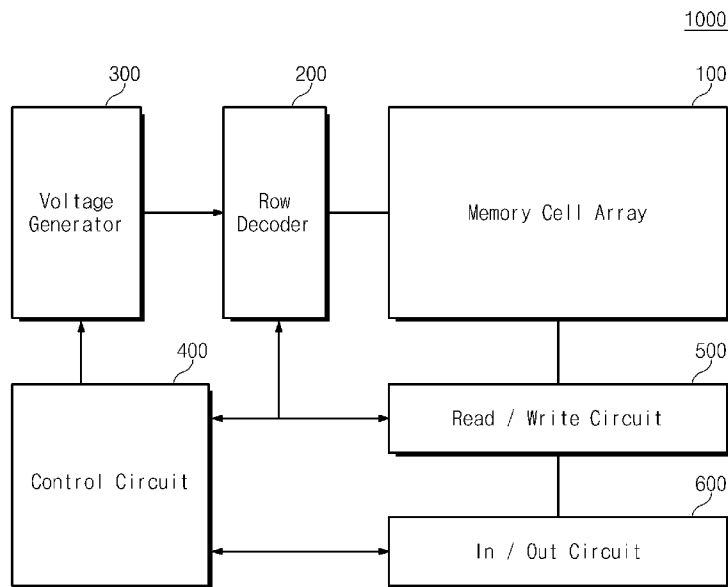 1000
300
200
100
Voltage
Generator
Row
Decoder
Memory Cell Array
400
500
Control Circuit
Read / Write Circuit
600
In / Out Circuit